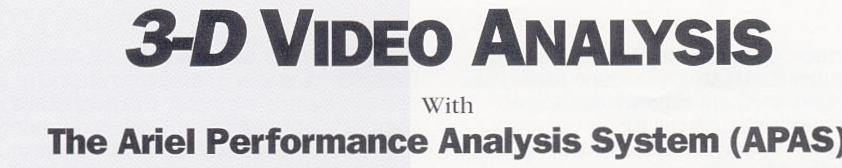 3-D VIDEO ANALYSIS
With
The Ariel Performance Analysis System (APAS)